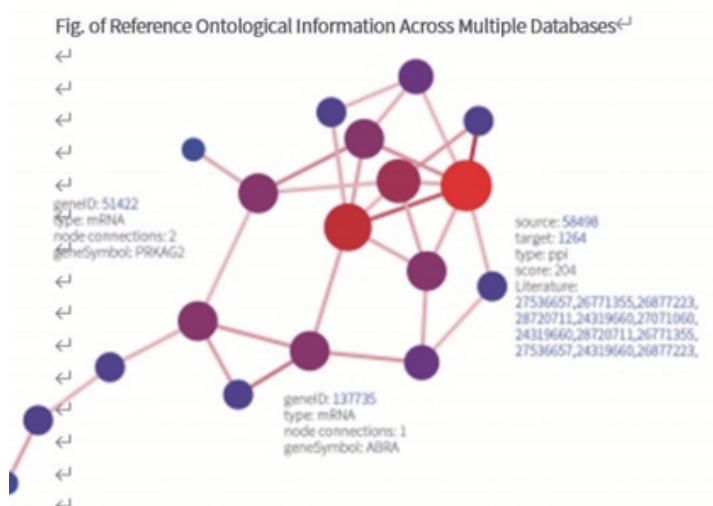 Fig. of Reference Ontological Information Across Multiple Databases
geneID: 51422
type: mRNA
node connections: 2
geneSymbol: PRKAG2
source: 58498
target: 1264
type: ppi
score: 204
Literature:
27536657,26771355,26877223,
28720711,24319660,27071060,
24319660,28720711,26771355,
27536657,24319660,26877223,
geneID: 137735
type: mRNA
node connections: 1
geneSymbol: ABRA